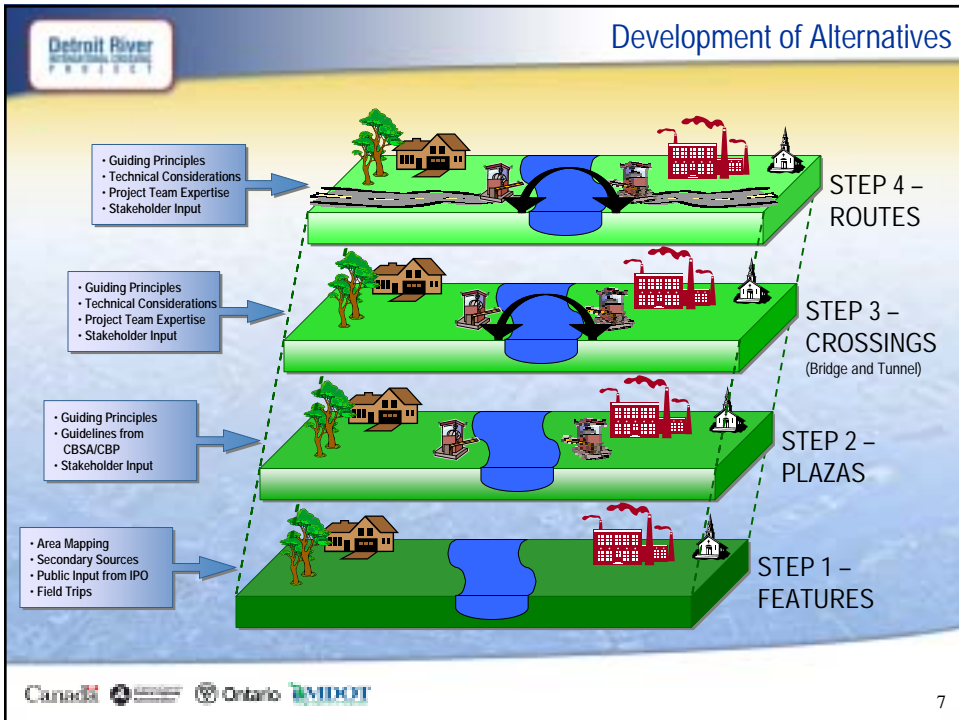 Development of Alternatives
Detroit River
INTERNATIONAL CROSSING
PROJECT
• Guiding Principles
• Technical Considerations
• Project Team Expertise
• Stakeholder Input
STEP 4 –
ROUTES
• Guiding Principles
• Technical Considerations
• Project Team Expertise
• Stakeholder Input
STEP 3 –
CROSSINGS
(Bridge and Tunnel)
• Guiding Principles
• Guidelines from
CBSA/CBP
• Stakeholder Input
STEP 2 –
PLAZAS
• Area Mapping
• Secondary Sources
• Public Input from IPO
• Field Trips
STEP 1 –
FEATURES
Canada
Ontario
MDOT
7